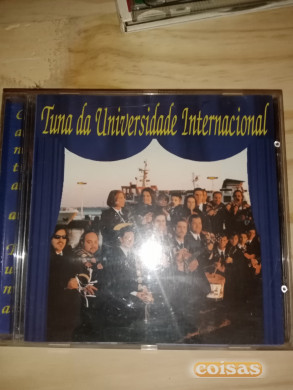 Tuna da Universidade Internacional
Canta a Tuna
coisas